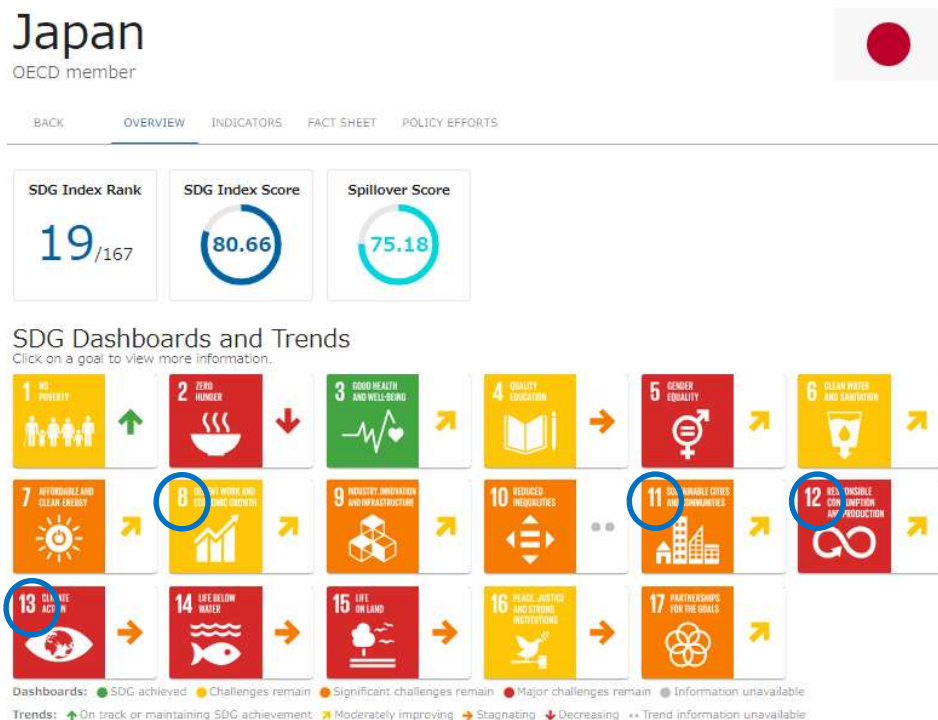 Japan
OECD member
BACK OVERVIEW INDICATORS FACT SHEET POLICY EFFORTS
SDG Index Rank SDG Index Score Spillover Score
19/167 80.66 75.18
SDG Dashboards and Trends
Click on a goal to view more information.
1 NO POVERTY
2 ZERO HUNGER
3 GOOD HEALTH AND WELL-BEING
4 QUALITY EDUCATION
5 GENDER EQUALITY
6 CLEAN WATER AND SANITATION
7 AFFORDABLE AND CLEAN ENERGY
8 DECENT WORK AND ECONOMIC GROWTH
9 INDUSTRY, INNOVATION AND INFRASTRUCTURE
10 REDUCED INEQUALITIES
11 SUSTAINABLE CITIES AND COMMUNITIES
12 RESPONSIBLE CONSUMPTION AND PRODUCTION
13 CLIMATE ACTION
14 LIFE BELOW WATER
15 LIFE ON LAND
16 PEACE, JUSTICE AND STRONG INSTITUTIONS
17 PARTNERSHIPS FOR THE GOALS
Dashboards: SDG achieved Challenges remain Significant challenges remain Major challenges remain Information unavailable
Trends: On track or maintaining SDG achievement Moderately improving Stagnating Decreasing Trend information unavailable